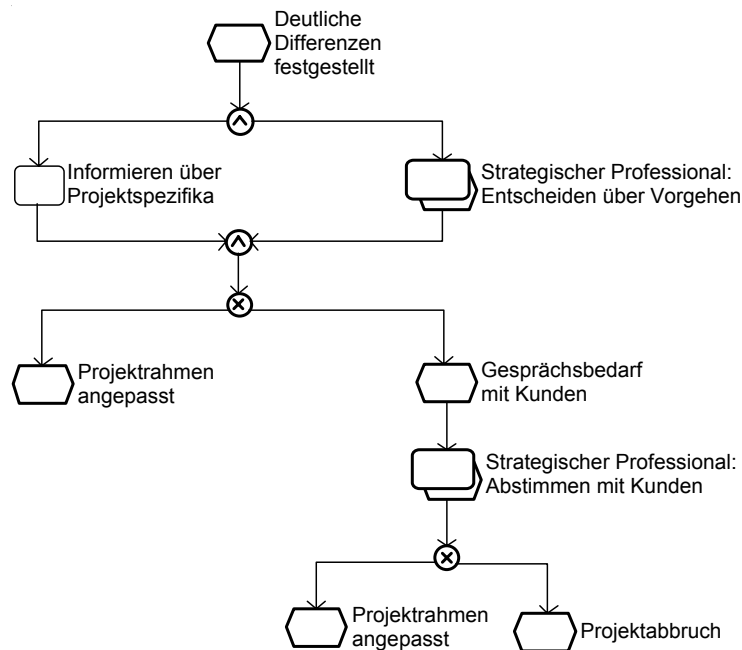 Deutliche
Differenzen
festgestellt
Informieren über
Projektspezifika
Strategischer Professional:
Entscheiden über Vorgehen
Projektrahmen
angepasst
Gesprächsbedarf
mit Kunden
Strategischer Professional:
Abstimmen mit Kunden
Projektrahmen
angepasst
Projektabbruch